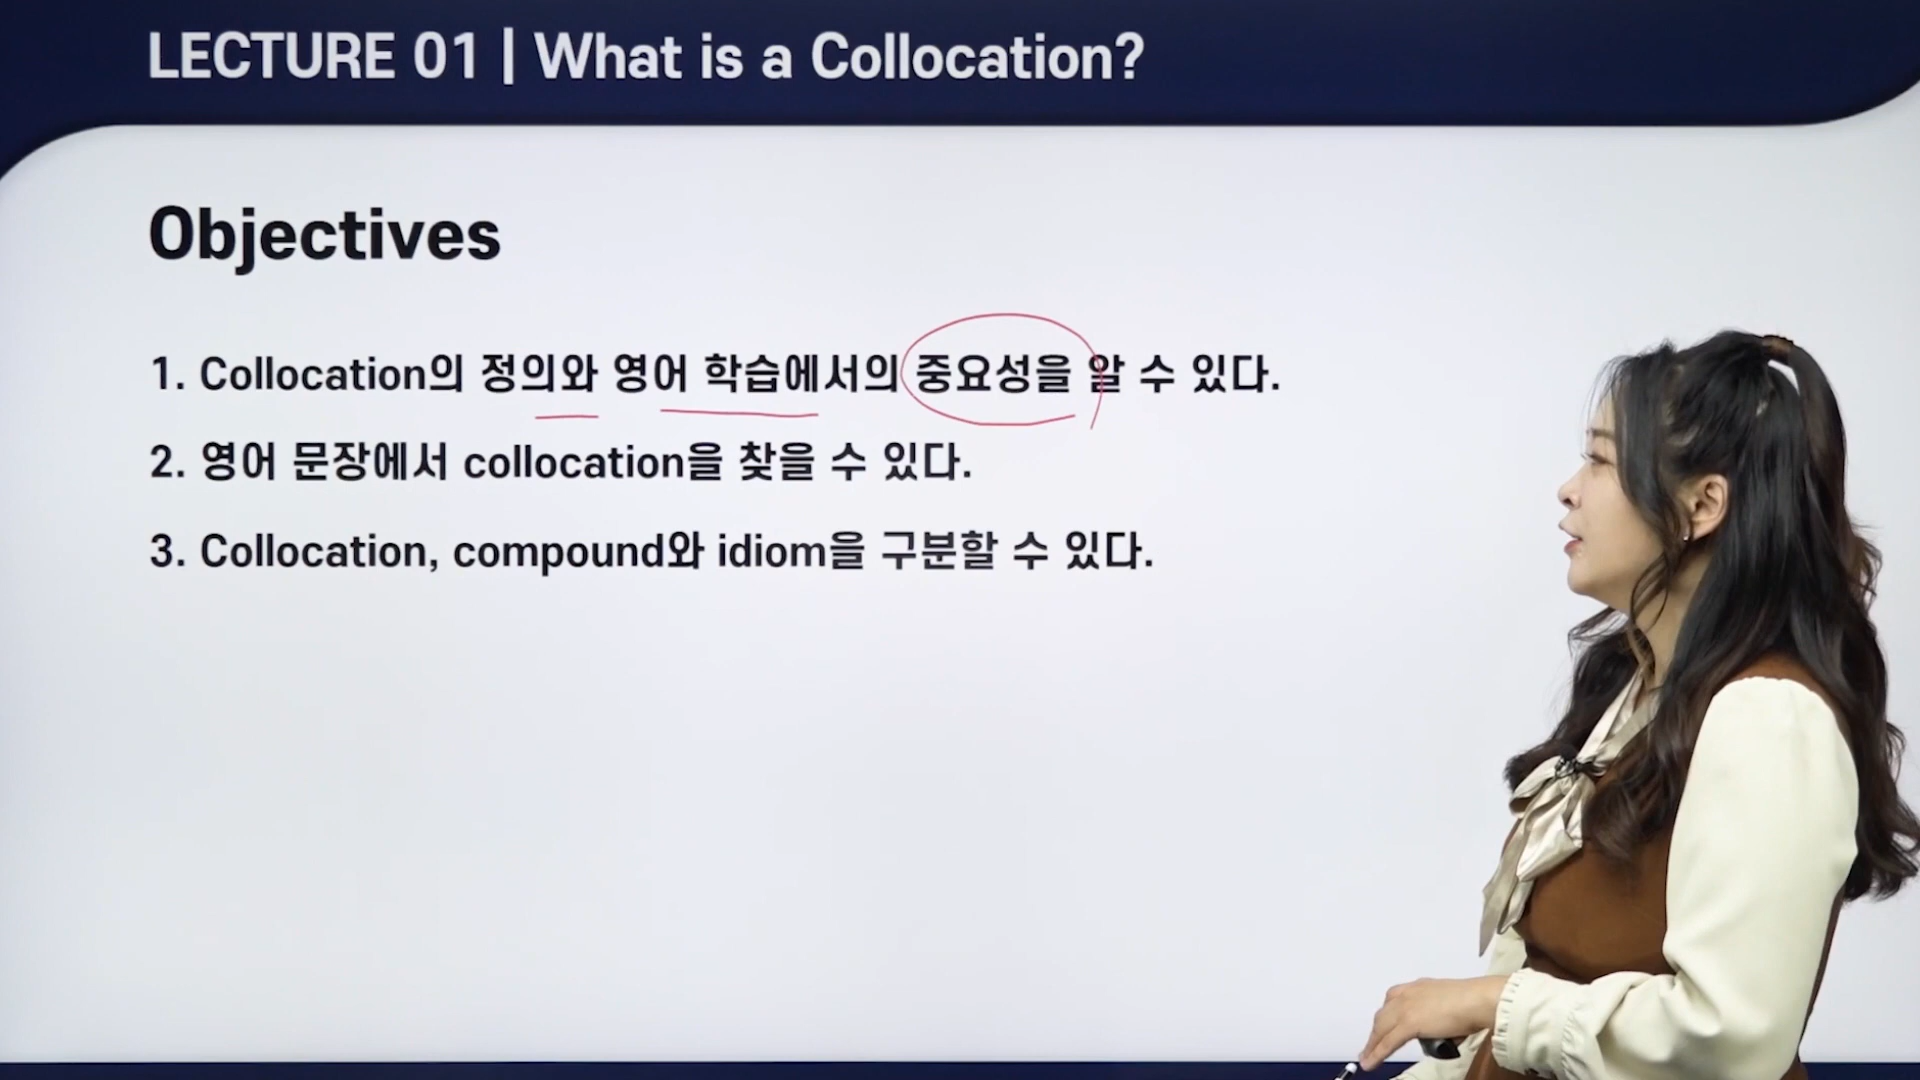 LECTURE 01 | What is a Collocation?
Objectives
1. Collocation의 정의와 영어 학습에서의 중요성을 알 수 있다.
2. 영어 문장에서 collocation을 찾을 수 있다.
3. Collocation, compound와 idiom을 구분할 수 있다.